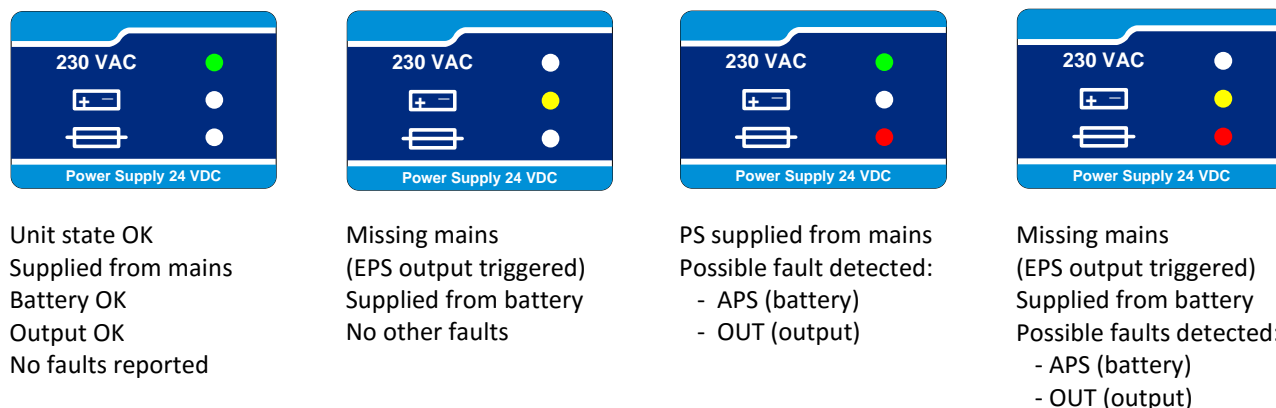 230 VAC
+ −
Power Supply 24 VDC
Unit state OK
Supplied from mains
Battery OK
Output OK
No faults reported
230 VAC
+ −
Power Supply 24 VDC
Missing mains
(EPS output triggered)
Supplied from battery
No other faults
230 VAC
+ −
Power Supply 24 VDC
PS supplied from mains
Possible fault detected:
- APS (battery)
- OUT (output)
230 VAC
+ −
Power Supply 24 VDC
Missing mains
(EPS output triggered)
Supplied from battery
Possible faults detected:
- APS (battery)
- OUT (output)